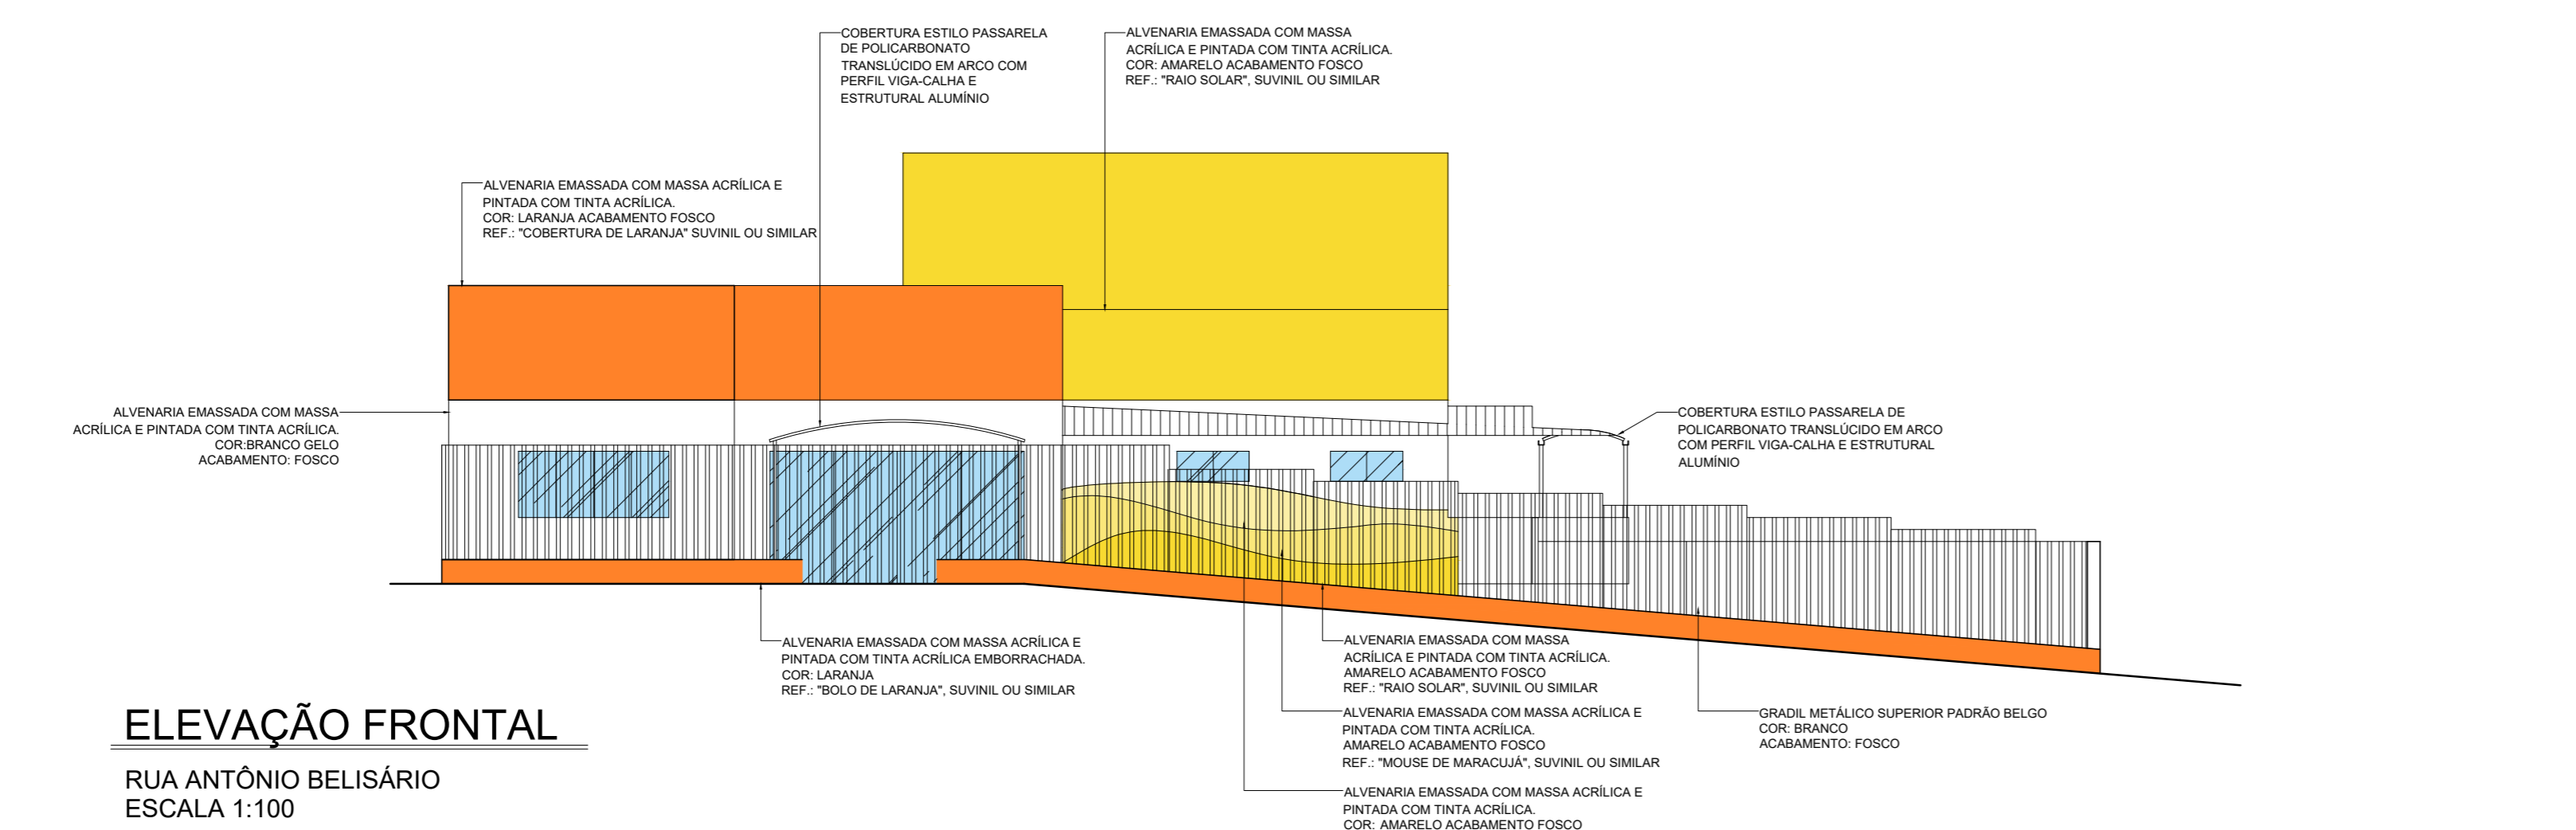 COBERTURA ESTILO PASSARELA
DE POLICARBONATO
TRANSLÚCIDO EM ARCO COM
PERFIL VIGA-CALHA E
ESTRUTURAL ALUMÍNIO
ALVENARIA EMASSADA COM MASSA
ACRÍLICA E PINTADA COM TINTA ACRÍLICA.
COR: AMARELO ACABAMENTO FOSCO
REF.: "RAIO SOLAR", SUVINIL OU SIMILAR
ALVENARIA EMASSADA COM MASSA ACRÍLICA E
PINTADA COM TINTA ACRÍLICA.
COR: LARANJA ACABAMENTO FOSCO
REF.: "COBERTURA DE LARANJA" SUVINIL OU SIMILAR
ALVENARIA EMASSADA COM MASSA
ACRÍLICA E PINTADA COM TINTA ACRÍLICA.
COR:BRANCO GELO
ACABAMENTO: FOSCO
COBERTURA ESTILO PASSARELA DE
POLICARBONATO TRANSLÚCIDO EM ARCO
COM PERFIL VIGA-CALHA E ESTRUTURAL
ALUMÍNIO
ALVENARIA EMASSADA COM MASSA ACRÍLICA E
PINTADA COM TINTA ACRÍLICA EMBORRACHADA.
COR: LARANJA
REF.: "BOLO DE LARANJA", SUVINIL OU SIMILAR
ALVENARIA EMASSADA COM MASSA
ACRÍLICA E PINTADA COM TINTA ACRÍLICA.
AMARELO ACABAMENTO FOSCO
REF.: "RAIO SOLAR", SUVINIL OU SIMILAR
ALVENARIA EMASSADA COM MASSA ACRÍLICA E
PINTADA COM TINTA ACRÍLICA.
AMARELO ACABAMENTO FOSCO
REF.: "MOUSE DE MARACUJÁ", SUVINIL OU SIMILAR
ALVENARIA EMASSADA COM MASSA ACRÍLICA E
PINTADA COM TINTA ACRÍLICA.
COR: AMARELO ACABAMENTO FOSCO
GRADIL METÁLICO SUPERIOR PADRÃO BELGO
COR: BRANCO
ACABAMENTO: FOSCO
ELEVAÇÃO FRONTAL
RUA ANTÔNIO BELISÁRIO
ESCALA 1:100